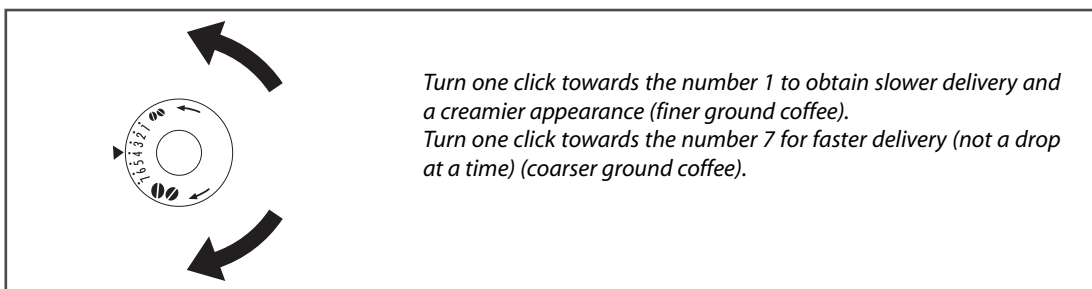 7654321
Turn one click towards the number 1 to obtain slower delivery and
a creamier appearance (finer ground coffee).
Turn one click towards the number 7 for faster delivery (not a drop
at a time) (coarser ground coffee).